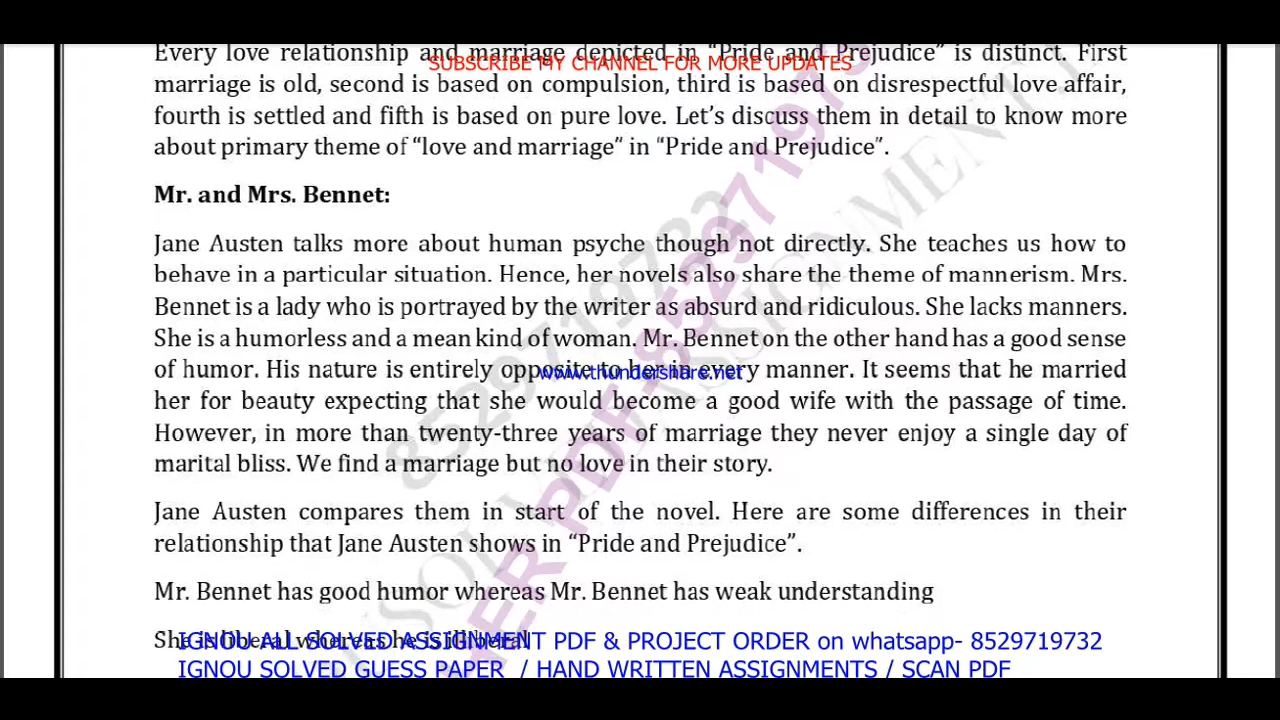 Every love relationship and marriage depicted in “Pride and Prejudice” is distinct. First
SUBSCRIBE MY CHANNEL FOR MORE UPDATES
marriage is old, second is based on compulsion, third is based on disrespectful love affair,
fourth is settled and fifth is based on pure love. Let’s discuss them in detail to know more
about primary theme of “love and marriage” in “Pride and Prejudice”.
Mr. and Mrs. Bennet:
Jane Austen talks more about human psyche though not directly. She teaches us how to
behave in a particular situation. Hence, her novels also share the theme of mannerism. Mrs.
Bennet is a lady who is portrayed by the writer as absurd and ridiculous. She lacks manners.
She is a humorless and a mean kind of woman. Mr. Bennet on the other hand has a good sense
of humor. His nature is entirely opposite to her in every manner. It seems that he married
www.thundershare.net
her for beauty expecting that she would become a good wife with the passage of time.
However, in more than twenty-three years of marriage they never enjoy a single day of
marital bliss. We find a marriage but no love in their story.
Jane Austen compares them in start of the novel. Here are some differences in their
relationship that Jane Austen shows in “Pride and Prejudice”.
Mr. Bennet has good humor whereas Mr. Bennet has weak understanding
She is liberal whereas he is illiberal
IGNOU ALL SOLVED ASSIGNMENT PDF & PROJECT ORDER on whatsapp- 8529719732
IGNOU SOLVED GUESS PAPER / HAND WRITTEN ASSIGNMENTS / SCAN PDF
8529719732